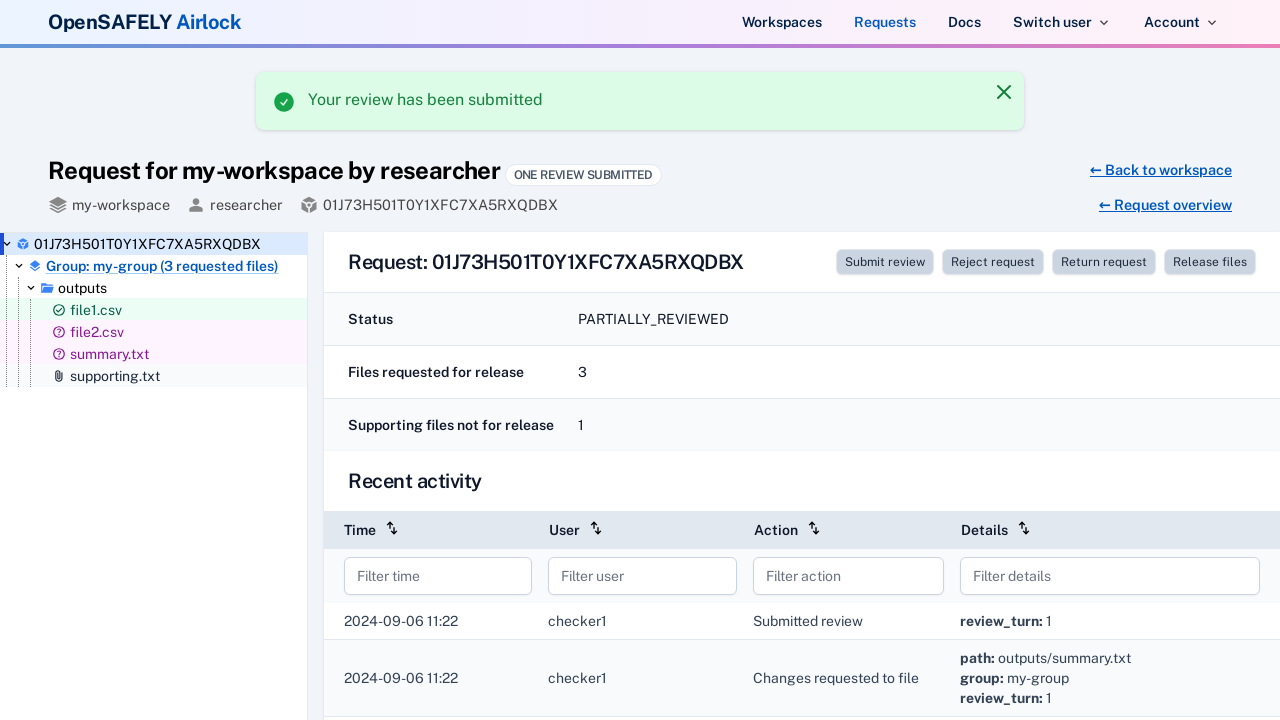 OpenSAFELY Airlock
Workspaces
Requests
Docs
Switch user
Account
Your review has been submitted
Request for my-workspace by researcher ONE REVIEW SUBMITTED
← Back to workspace
my-workspace researcher 01J73H501T0Y1XFC7XA5RXQDBX
← Request overview
01J73H501T0Y1XFC7XA5RXQDBX
Group: my-group (3 requested files)
outputs
file1.csv
file2.csv
summary.txt
supporting.txt
Request: 01J73H501T0Y1XFC7XA5RXQDBX
Submit review
Reject request
Return request
Release files
Status PARTIALLY_REVIEWED
Files requested for release 3
Supporting files not for release 1
Recent activity
Time User Action Details
Filter time Filter user Filter action Filter details
2024-09-06 11:22 checker1 Submitted review review_turn: 1
2024-09-06 11:22 checker1 Changes requested to file path: outputs/summary.txt
group: my-group
review_turn: 1